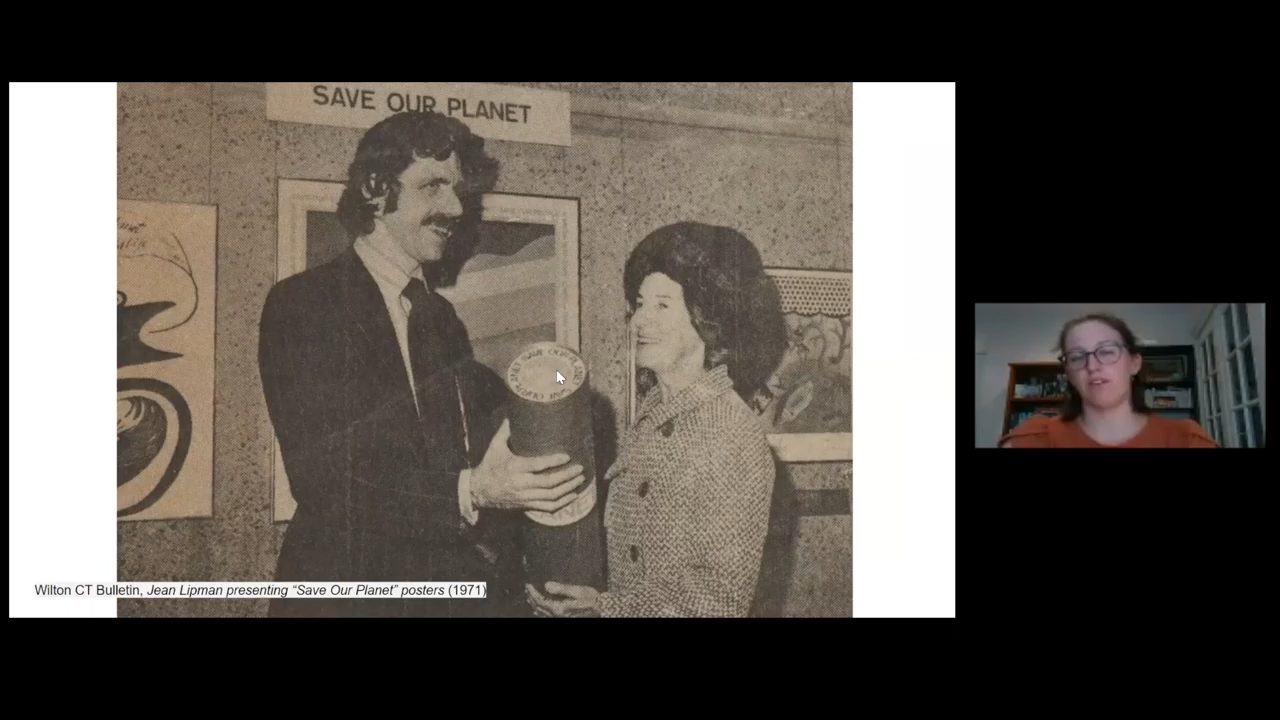 SAVE OUR PLANET
Wilton CT Bulletin, Jean Lipman presenting “Save Our Planet” posters (1971)